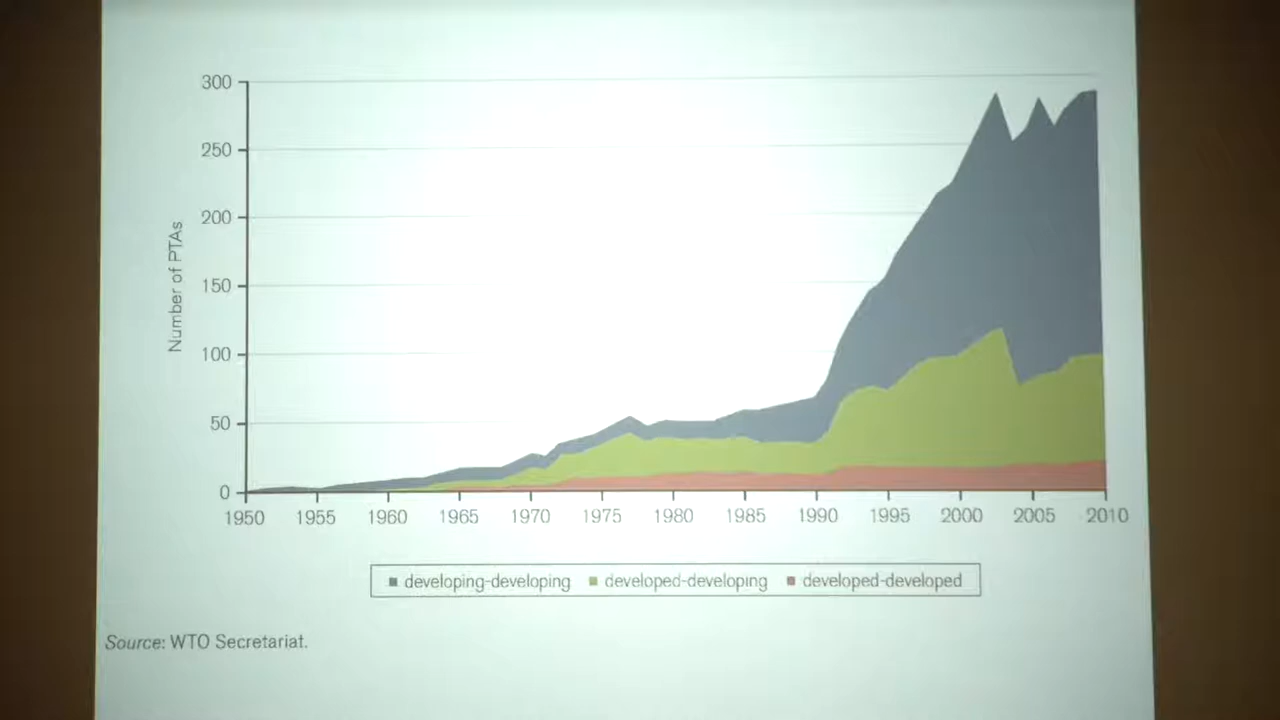 300
250
200
150
100
50
0
Number of PTAs
1950 1955 1960 1965 1970 1975 1980 1985 1990 1995 2000 2005 2010
developing-developing developed-developing developed-developed
Source: WTO Secretariat.